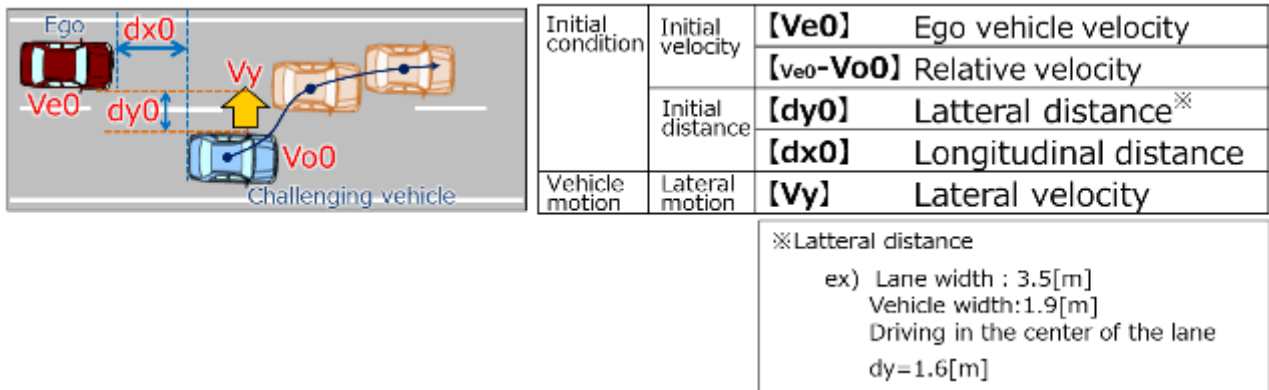 Ego
dx0
Vy
Ve0
dy0
Vo0
Challenging vehicle
Initial condition
Initial velocity
【Ve0】 Ego vehicle velocity
【Ve0-Vo0】 Relative velocity
Initial distance
【dy0】 Latteral distance※
【dx0】 Longitudinal distance
Vehicle motion
Lateral motion
【Vy】 Lateral velocity
※Latteral distance
ex) Lane width : 3.5[m]
Vehicle width:1.9[m]
Driving in the center of the lane
dy=1.6[m]